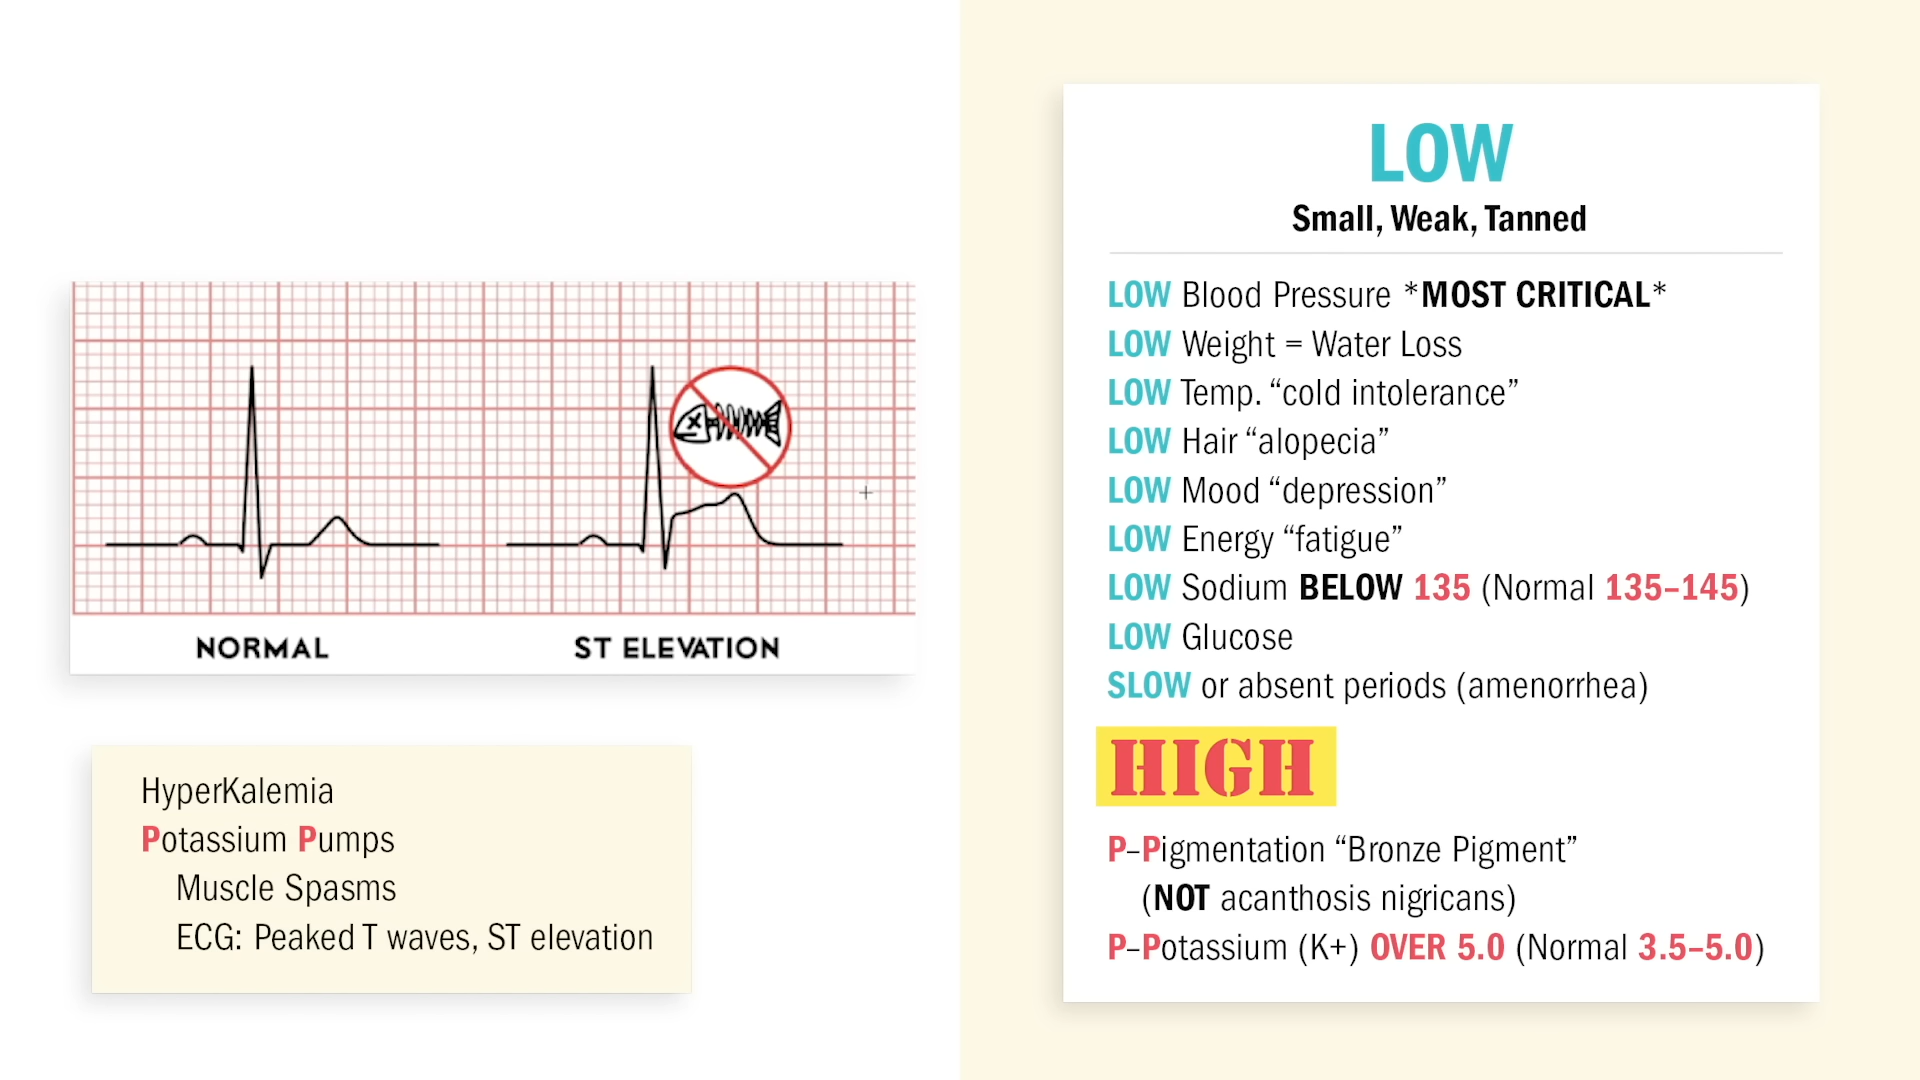 NORMAL
ST ELEVATION
HyperKalemia
Potassium Pumps
Muscle Spasms
ECG: Peaked T waves, ST elevation
LOW
Small, Weak, Tanned
LOW Blood Pressure *MOST CRITICAL*
LOW Weight = Water Loss
LOW Temp. “cold intolerance”
LOW Hair “alopecia”
LOW Mood “depression”
LOW Energy “fatigue”
LOW Sodium BELOW 135 (Normal 135–145)
LOW Glucose
SLOW or absent periods (amenorrhea)
HIGH
P–Pigmentation “Bronze Pigment”
(NOT acanthosis nigricans)
P–Potassium (K+) OVER 5.0 (Normal 3.5–5.0)